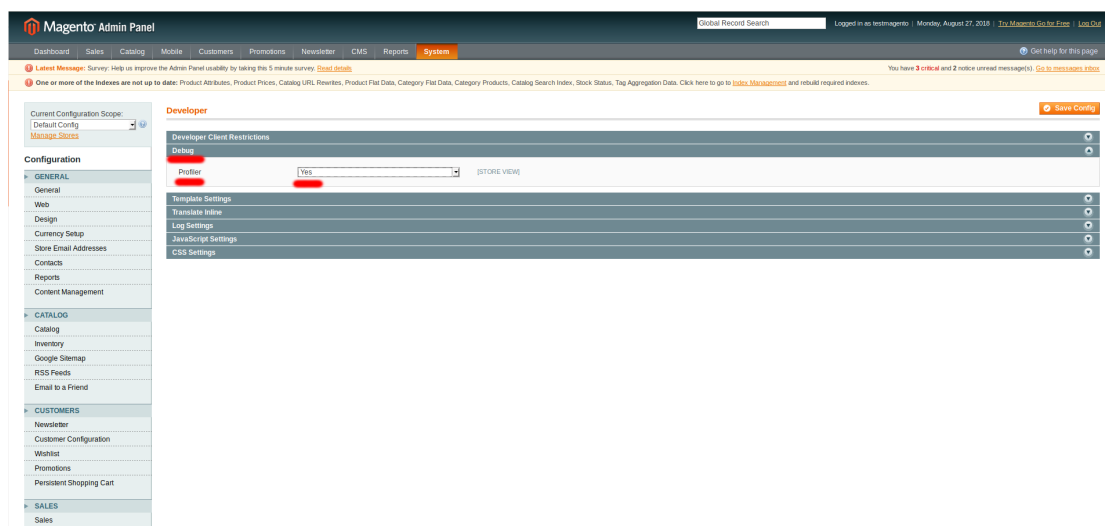 Magento Admin Panel
Global Record Search
Logged in as testmagento | Monday, August 27, 2018 | Try Magento Go for Free | Log Out
Dashboard Sales Catalog Mobile Customers Promotions Newsletter CMS Reports System
Get help for this page
Latest Message: Survey: Help us improve the Admin Panel usability by taking this 5 minute survey. Read details
You have 3 critical and 2 notice unread message(s). Go to messages inbox
One or more of the Indexes are not up to date: Product Attributes, Product Prices, Catalog URL Rewrites, Product Flat Data, Category Flat Data, Category Products, Catalog Search Index, Stock Status, Tag Aggregation Data. Click here to go to Index Management and rebuild required indexes.
Current Configuration Scope:
Default Config
Manage Stores
Configuration
GENERAL
General
Web
Design
Currency Setup
Store Email Addresses
Contacts
Reports
Content Management
CATALOG
Catalog
Inventory
Google Sitemap
RSS Feeds
Email to a Friend
CUSTOMERS
Newsletter
Customer Configuration
Wishlist
Promotions
Persistent Shopping Cart
SALES
Sales
Developer
Save Config
Developer Client Restrictions
Debug
Profiler Yes [STORE VIEW]
Template Settings
Translate Inline
Log Settings
JavaScript Settings
CSS Settings